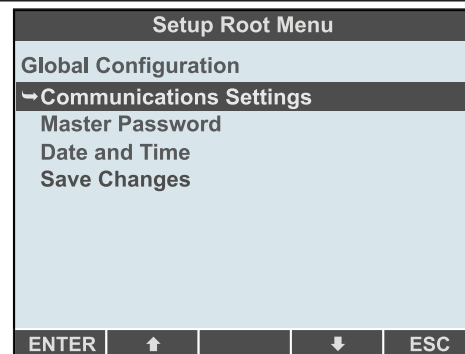 Setup Root Menu
Global Configuration
→Communications Settings
Master Password
Date and Time
Save Changes
ENTER ↑ ↓ ESC